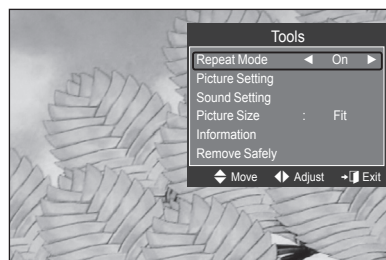 Tools
Repeat Mode ◀ On ▶
Picture Setting
Sound Setting
Picture Size : Fit
Information
Remove Safely
Move Adjust Exit